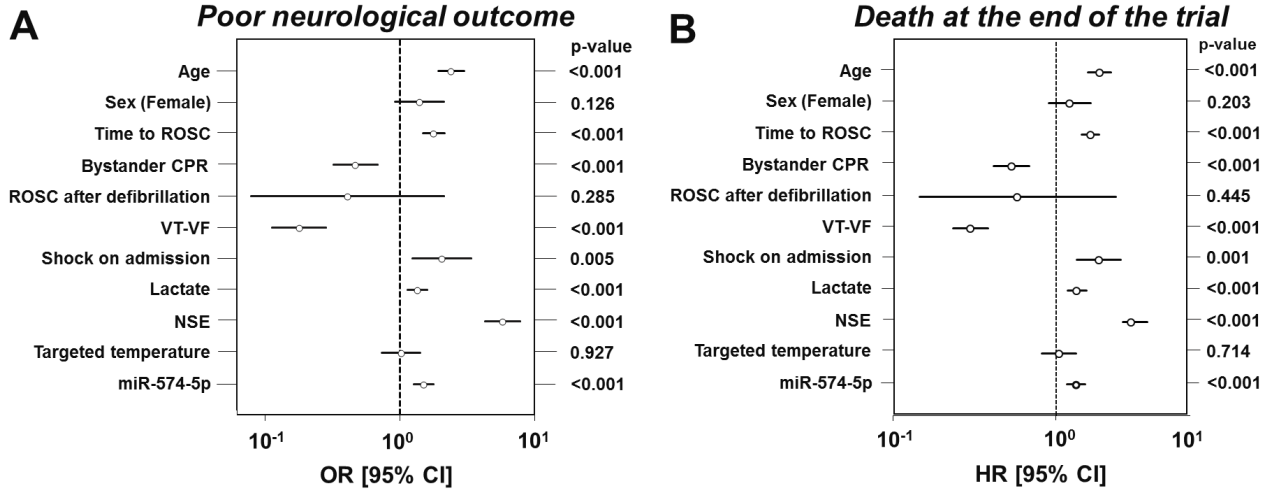 A
Poor neurological outcome
p-value
Age <0.001
Sex (Female) 0.126
Time to ROSC <0.001
Bystander CPR <0.001
ROSC after defibrillation 0.285
VT-VF <0.001
Shock on admission 0.005
Lactate <0.001
NSE <0.001
Targeted temperature 0.927
miR-574-5p <0.001
10-1 100 101
OR [95% CI]
B
Death at the end of the trial
p-value
Age <0.001
Sex (Female) 0.203
Time to ROSC <0.001
Bystander CPR <0.001
ROSC after defibrillation 0.445
VT-VF <0.001
Shock on admission 0.001
Lactate <0.001
NSE <0.001
Targeted temperature 0.714
miR-574-5p <0.001
10-1 100 101
HR [95% CI]